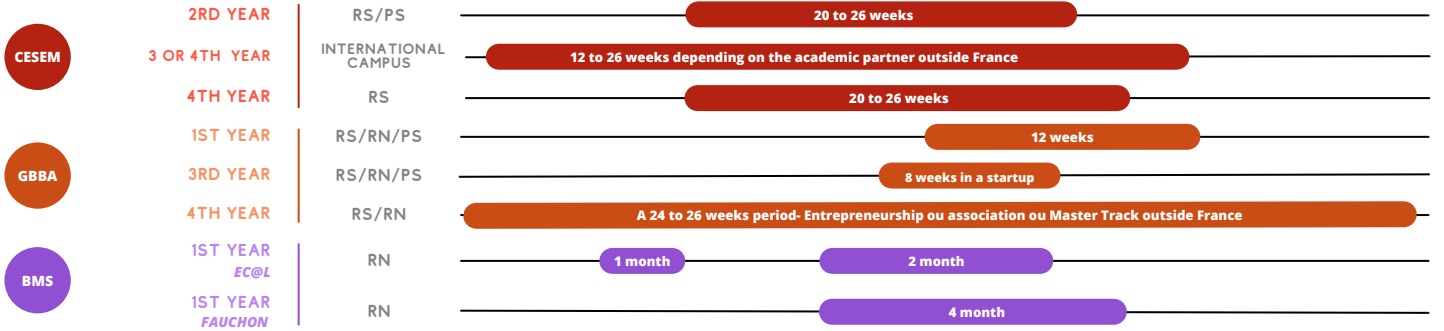 2RD YEAR RS/PS 20 to 26 weeks
CESEM
3 OR 4TH YEAR INTERNATIONAL CAMPUS 12 to 26 weeks depending on the academic partner outside France
4TH YEAR RS 20 to 26 weeks
1ST YEAR RS/RN/PS 12 weeks
GBBA
3RD YEAR RS/RN/PS 8 weeks in a startup
4TH YEAR RS/RN A 24 to 26 weeks period- Entrepreneurship ou association ou Master Track outside France
1ST YEAR
EC@L RN 1 month 2 month
BMS
1ST YEAR
FAUCHON RN 4 month